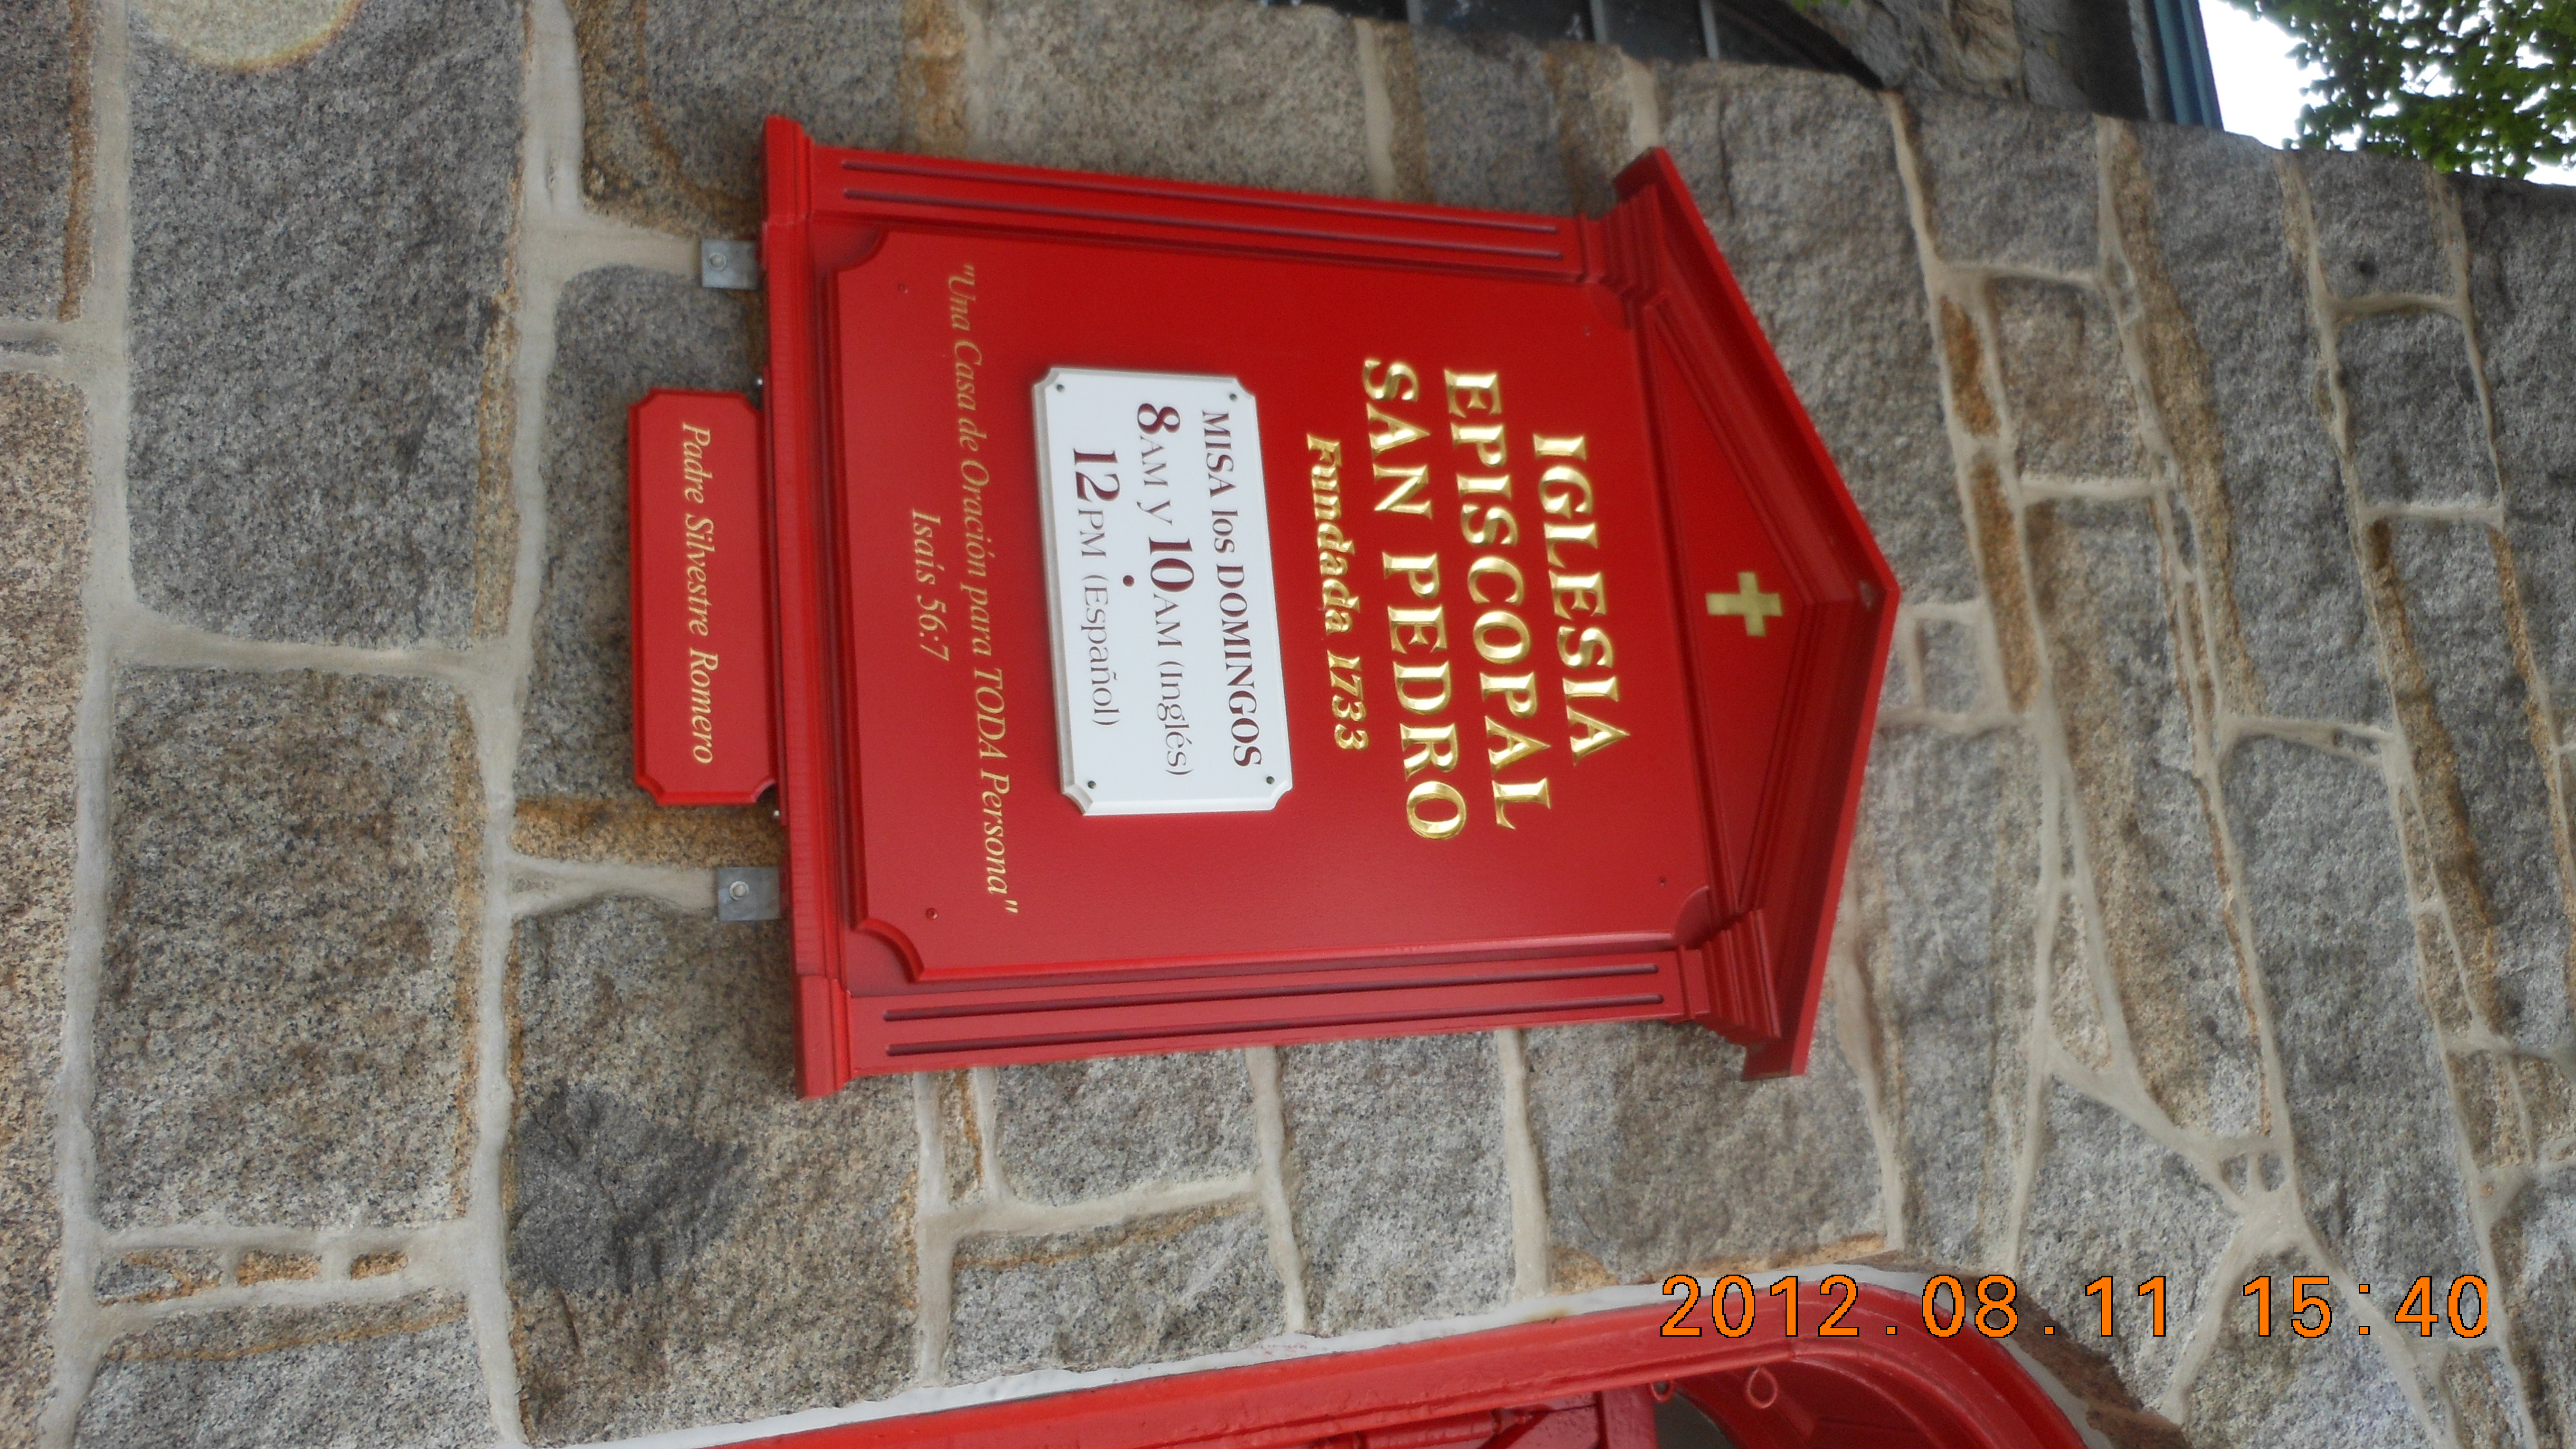 IGLESIA
EPISCOPAL
SAN PEDRO
Fundada 1733
MISA los DOMINGOS
8AM y 10AM (Inglés)
•
12PM (Español)
"Una Casa de Oración para TODA Persona"
Isaís 56:7
Padre Silvestre Romero
2012.08.11 15:40